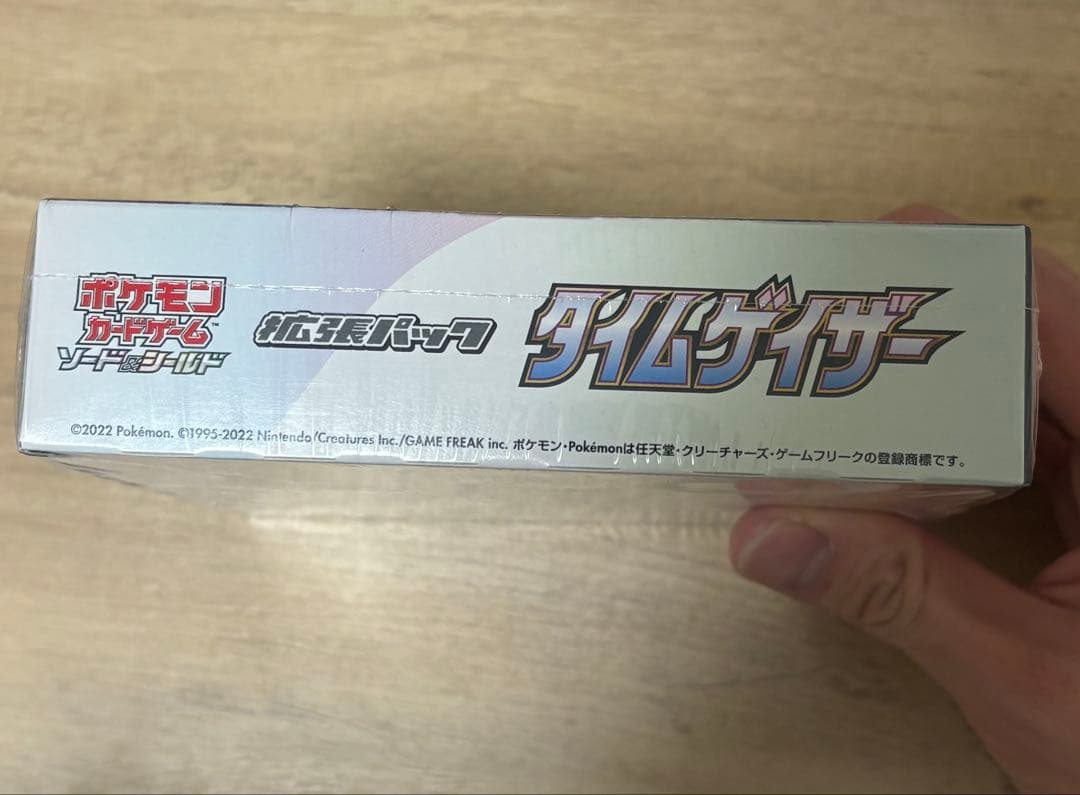 ポケモン
カードゲーム™
ソード&シールド
拡張パック
タイムゲイザー
©2022 Pokémon. ©1995-2022 Nintendo/Creatures Inc./GAME FREAK inc. ポケモン・Pokémonは任天堂・クリーチャーズ・ゲームフリークの登録商標です。